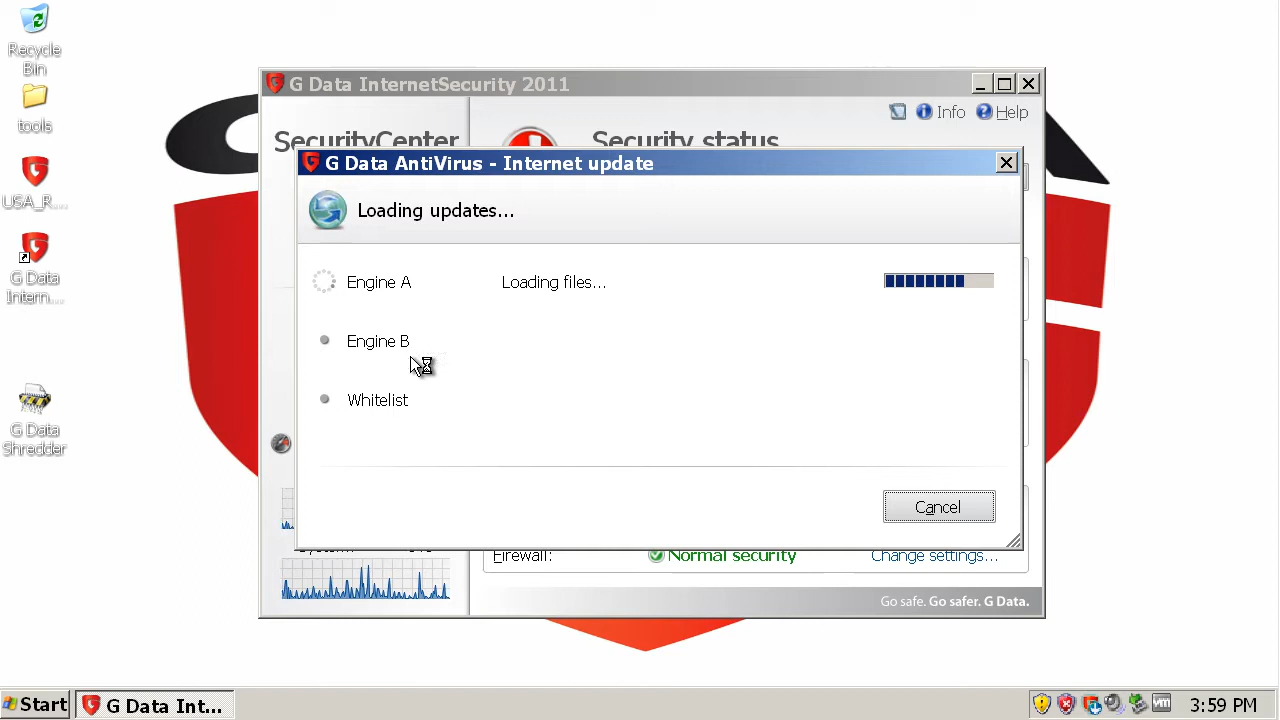 Recycle
Bin
tools
USA_R....
G Data
Intern....
G Data
Shredder
G Data InternetSecurity 2011
Info
Help
SecurityCenter
Security status
G Data AntiVirus - Internet update
Loading updates...
Engine A
Loading files...
Engine B
Whitelist
Cancel
Firewall:
Normal security
Change settings...
Go safe. Go safer. G Data.
Start
G Data Int...
vm
3:59 PM